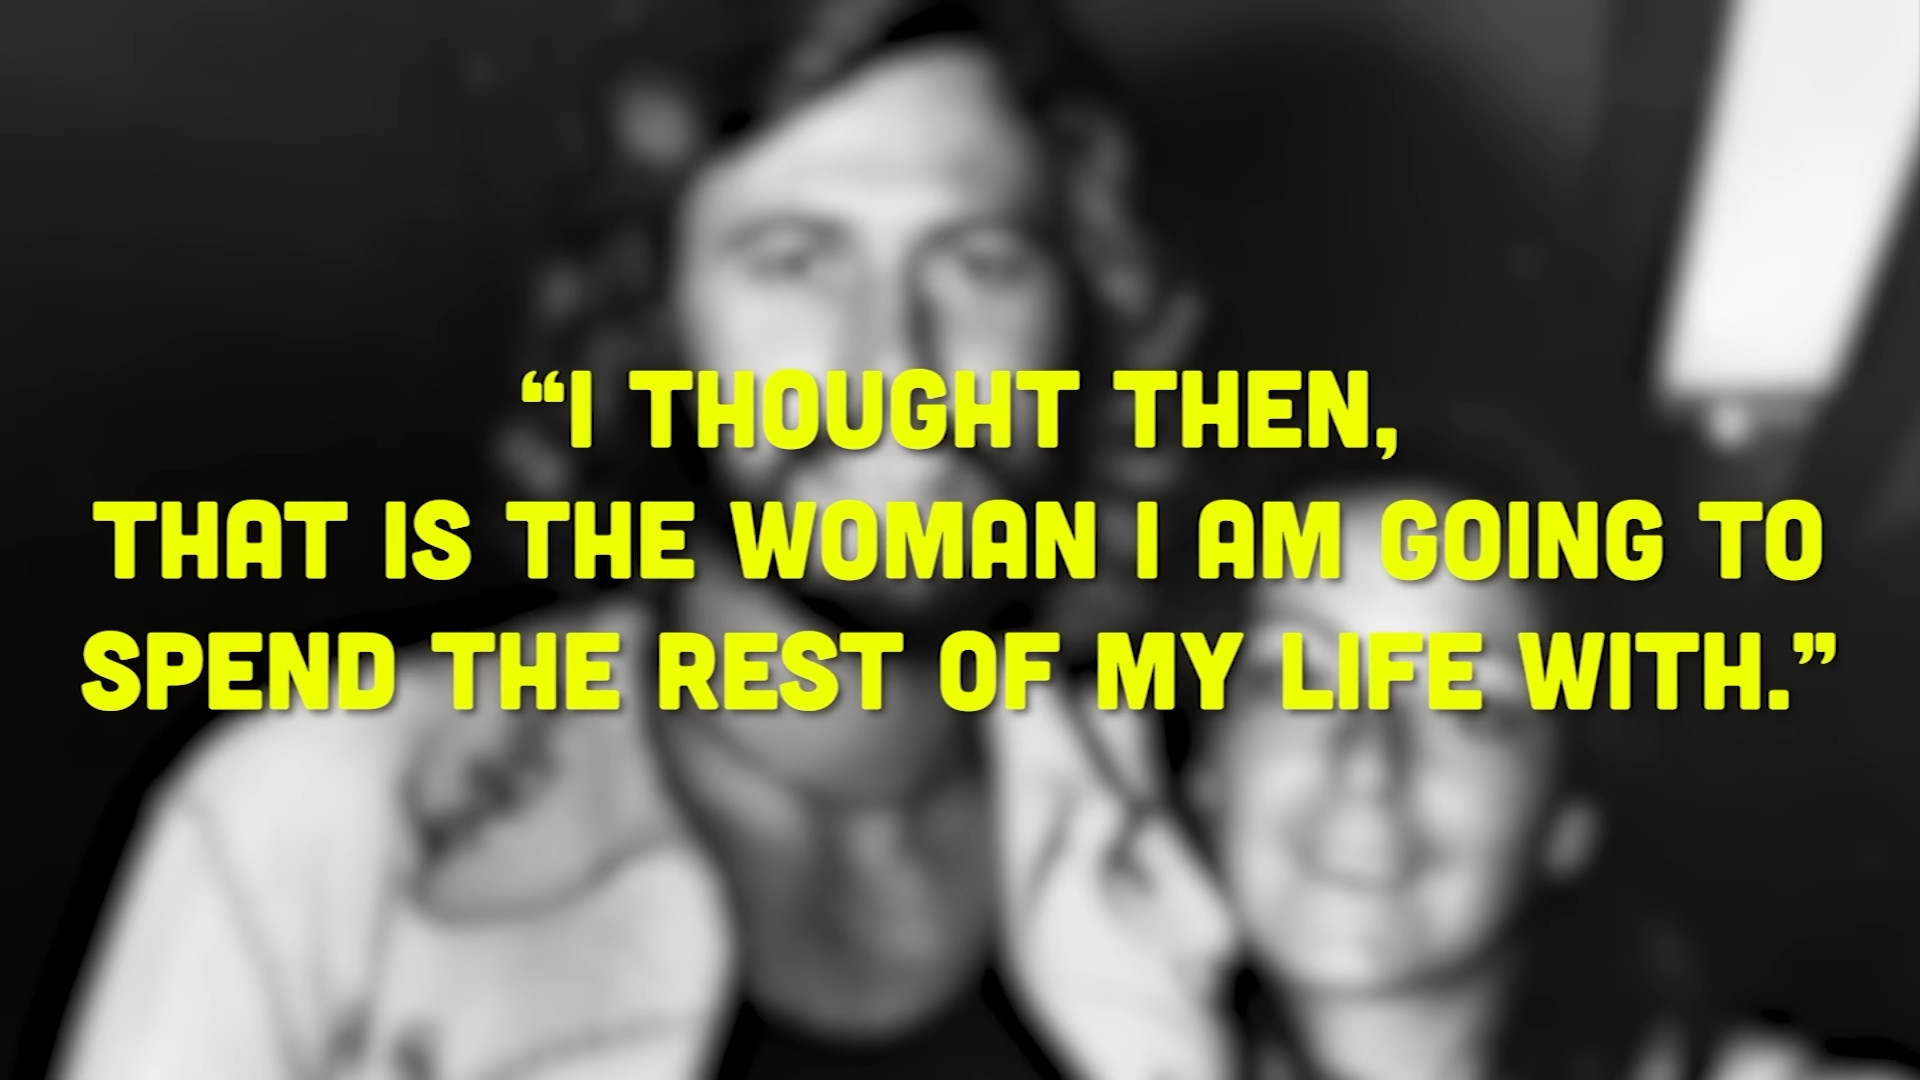 “I THOUGHT THEN,
THAT IS THE WOMAN I AM GOING TO
SPEND THE REST OF MY LIFE WITH.”